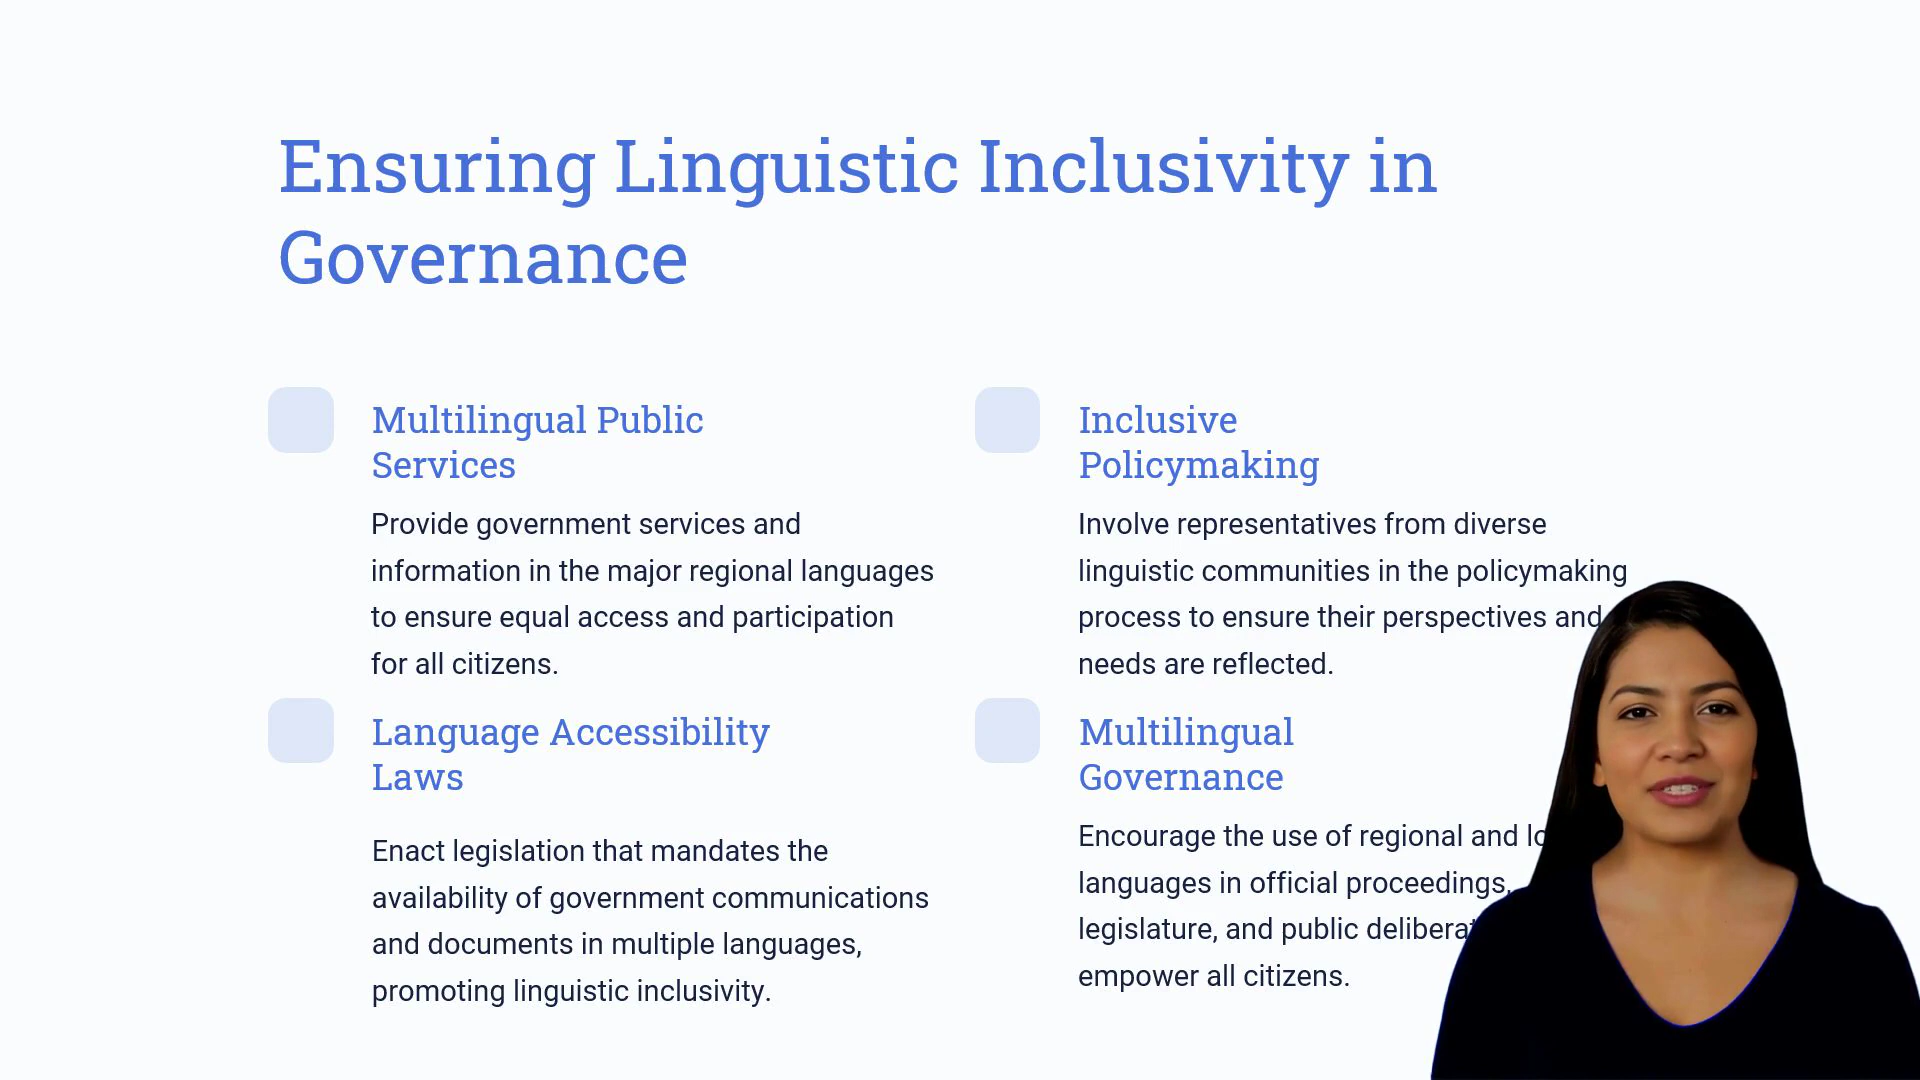 Ensuring Linguistic Inclusivity in
Governance
Multilingual Public
Services
Provide government services and
information in the major regional languages
to ensure equal access and participation
for all citizens.
Inclusive
Policymaking
Involve representatives from diverse
linguistic communities in the policymaking
process to ensure their perspectives and
needs are reflected.
Language Accessibility
Laws
Enact legislation that mandates the
availability of government communications
and documents in multiple languages,
promoting linguistic inclusivity.
Multilingual
Governance
Encourage the use of regional and
languages in official proceedings,
legislature, and public
empower all citizens.